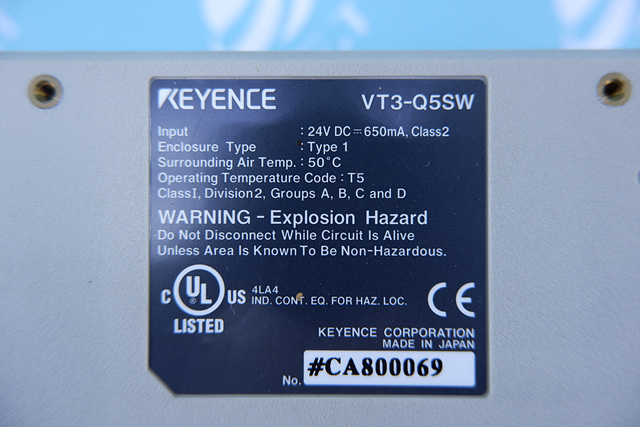 KEYENCE VT3-Q5SW
Input : 24V DC⎓650mA, Class2
Enclosure Type : Type 1
Surrounding Air Temp. : 50°C
Operating Temperature Code : T5
ClassI, Division2, Groups A, B, C and D
WARNING - Explosion Hazard
Do Not Disconnect While Circuit Is Alive
Unless Area Is Known To Be Non-Hazardous.
C UL ® US LISTED
4LA4
IND. CONT. EQ. FOR HAZ. LOC.
CE
KEYENCE CORPORATION
MADE IN JAPAN
No. #CA800069